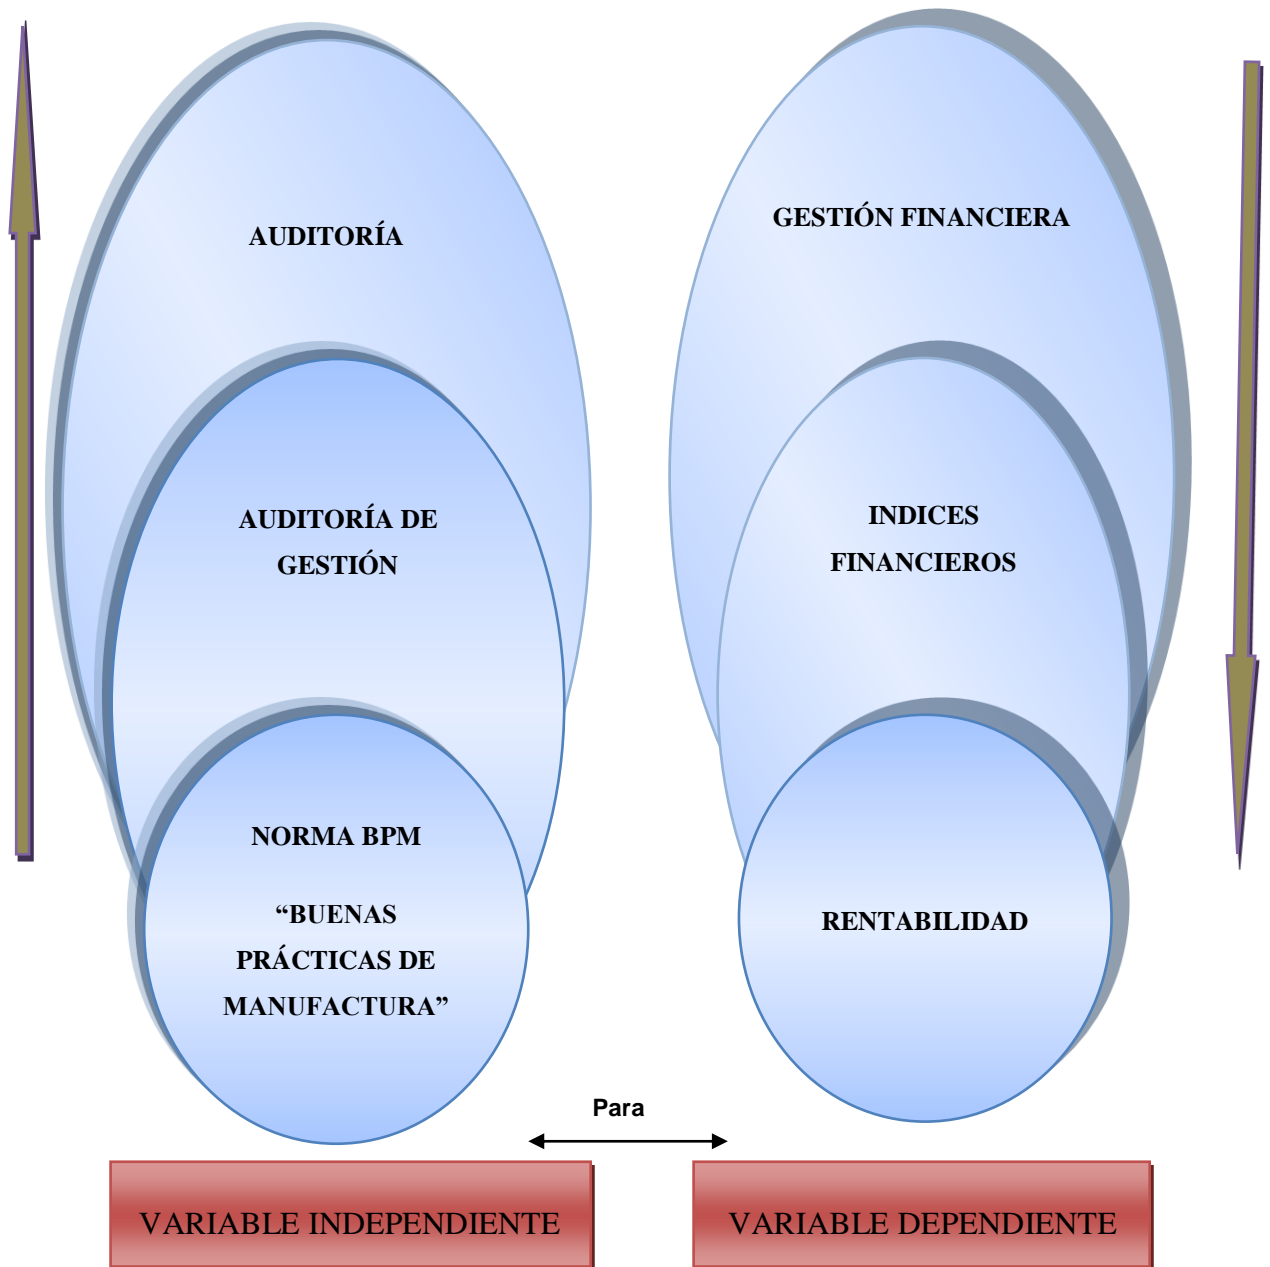 AUDITORÍA
AUDITORÍA DE
GESTIÓN
NORMA BPM
“BUENAS
PRÁCTICAS DE
MANUFACTURA”
GESTIÓN FINANCIERA
INDICES
FINANCIEROS
RENTABILIDAD
Para
VARIABLE INDEPENDIENTE
VARIABLE DEPENDIENTE